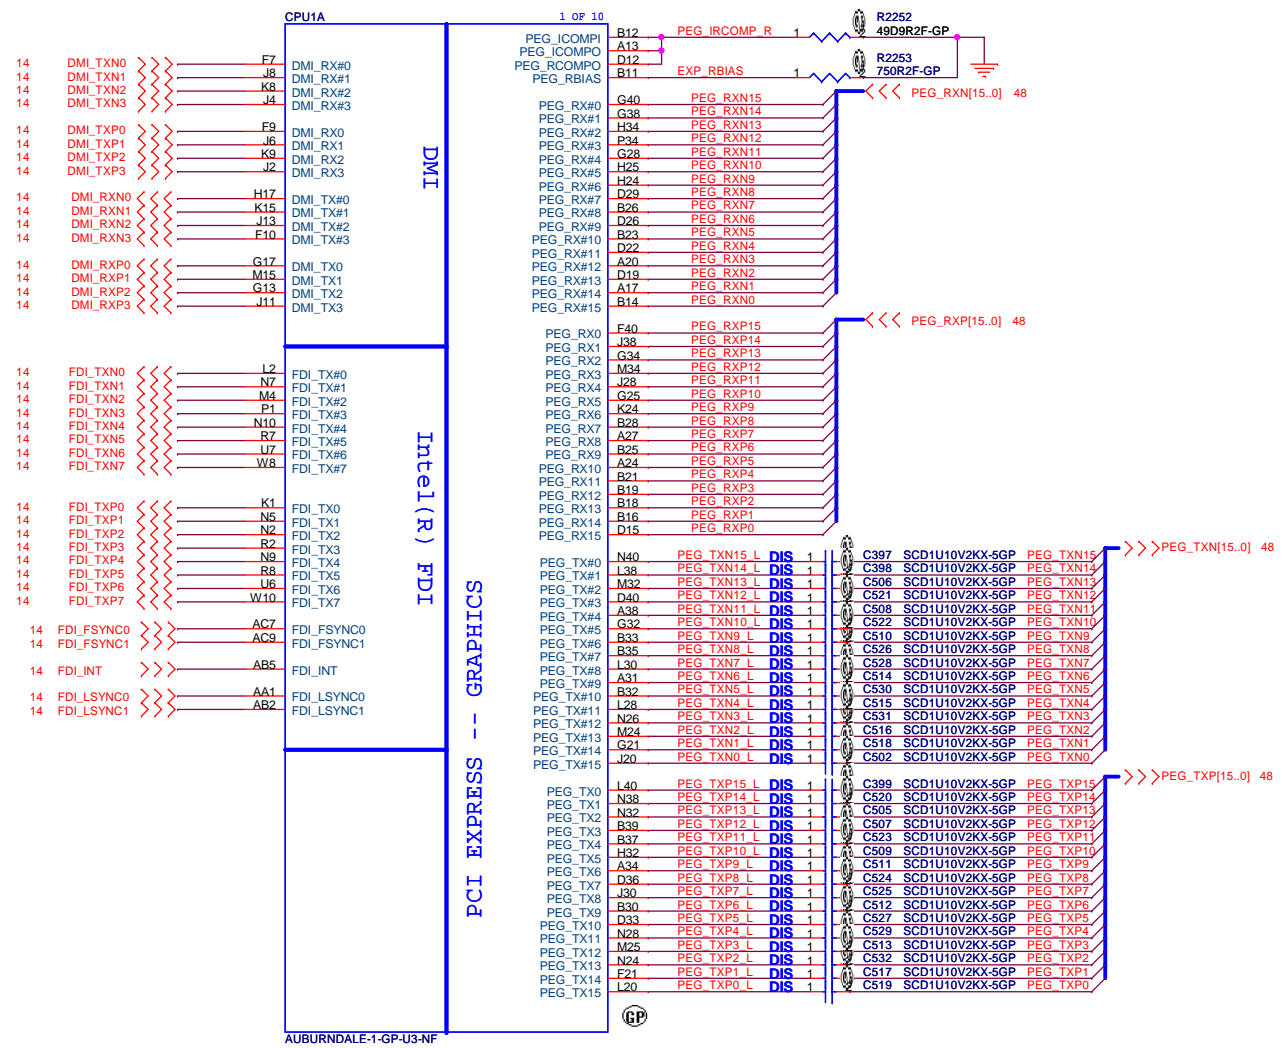 CPU1A
1 OF 10
DMI
Intel(R) FDI
PCI EXPRESS -- GRAPHICS
14 DMI_TXN0 F7 DMI_RX#0
14 DMI_TXN1 J8 DMI_RX#1
14 DMI_TXN2 K8 DMI_RX#2
14 DMI_TXN3 J4 DMI_RX#3
14 DMI_TXP0 F9 DMI_RX0
14 DMI_TXP1 J6 DMI_RX1
14 DMI_TXP2 K9 DMI_RX2
14 DMI_TXP3 J2 DMI_RX3
14 DMI_RXN0 H17 DMI_TX#0
14 DMI_RXN1 K15 DMI_TX#1
14 DMI_RXN2 J13 DMI_TX#2
14 DMI_RXN3 F10 DMI_TX#3
14 DMI_RXP0 G17 DMI_TX0
14 DMI_RXP1 M15 DMI_TX1
14 DMI_RXP2 G13 DMI_TX2
14 DMI_RXP3 J11 DMI_TX3
14 FDI_TXN0 L2 FDI_TX#0
14 FDI_TXN1 N7 FDI_TX#1
14 FDI_TXN2 M4 FDI_TX#2
14 FDI_TXN3 P1 FDI_TX#3
14 FDI_TXN4 N10 FDI_TX#4
14 FDI_TXN5 R7 FDI_TX#5
14 FDI_TXN6 U7 FDI_TX#6
14 FDI_TXN7 W8 FDI_TX#7
14 FDI_TXP0 K1 FDI_TX0
14 FDI_TXP1 N5 FDI_TX1
14 FDI_TXP2 N2 FDI_TX2
14 FDI_TXP3 R2 FDI_TX3
14 FDI_TXP4 N9 FDI_TX4
14 FDI_TXP5 R8 FDI_TX5
14 FDI_TXP6 U6 FDI_TX6
14 FDI_TXP7 W10 FDI_TX7
14 FDI_FSYNC0 AC7 FDI_FSYNC0
14 FDI_FSYNC1 AC9 FDI_FSYNC1
14 FDI_INT AB5 FDI_INT
14 FDI_LSYNC0 AA1 FDI_LSYNC0
14 FDI_LSYNC1 AB2 FDI_LSYNC1
PEG_ICOMPI B12 PEG_IRCOMP_R 1 2 R2252 49D9R2F-GP
PEG_ICOMPO A13
PEG_RCOMPO D12
PEG_RBIAS B11 EXP_RBIAS 1 2 R2253 750R2F-GP
PEG_RXN[15..0] 48
PEG_RX#0 G40 PEG_RXN15
PEG_RX#1 G38 PEG_RXN14
PEG_RX#2 H34 PEG_RXN13
PEG_RX#3 P34 PEG_RXN12
PEG_RX#4 G28 PEG_RXN11
PEG_RX#5 H25 PEG_RXN10
PEG_RX#6 H24 PEG_RXN9
PEG_RX#7 D29 PEG_RXN8
PEG_RX#8 B26 PEG_RXN7
PEG_RX#9 D26 PEG_RXN6
PEG_RX#10 B23 PEG_RXN5
PEG_RX#11 D22 PEG_RXN4
PEG_RX#12 A20 PEG_RXN3
PEG_RX#13 D19 PEG_RXN2
PEG_RX#14 A17 PEG_RXN1
PEG_RX#15 B14 PEG_RXN0
PEG_RXP[15..0] 48
PEG_RX0 F40 PEG_RXP15
PEG_RX1 J38 PEG_RXP14
PEG_RX2 G34 PEG_RXP13
PEG_RX3 M34 PEG_RXP12
PEG_RX4 J28 PEG_RXP11
PEG_RX5 G25 PEG_RXP10
PEG_RX6 K24 PEG_RXP9
PEG_RX7 B28 PEG_RXP8
PEG_RX8 A27 PEG_RXP7
PEG_RX9 B25 PEG_RXP6
PEG_RX10 A24 PEG_RXP5
PEG_RX11 B21 PEG_RXP4
PEG_RX12 B19 PEG_RXP3
PEG_RX13 B18 PEG_RXP2
PEG_RX14 B16 PEG_RXP1
PEG_RX15 D15 PEG_RXP0
PEG_TXN[15..0] 48
PEG_TX#0 N40 PEG_TXN15_L DIS 1 C397 SCD1U10V2KX-5GP PEG_TXN15
PEG_TX#1 L38 PEG_TXN14_L DIS 1 C398 SCD1U10V2KX-5GP PEG_TXN14
PEG_TX#2 M32 PEG_TXN13_L DIS 1 C506 SCD1U10V2KX-5GP PEG_TXN13
PEG_TX#3 D40 PEG_TXN12_L DIS 1 C521 SCD1U10V2KX-5GP PEG_TXN12
PEG_TX#4 A38 PEG_TXN11_L DIS 1 C508 SCD1U10V2KX-5GP PEG_TXN11
PEG_TX#5 G32 PEG_TXN10_L DIS 1 C522 SCD1U10V2KX-5GP PEG_TXN10
PEG_TX#6 B33 PEG_TXN9_L DIS 1 C510 SCD1U10V2KX-5GP PEG_TXN9
PEG_TX#7 B35 PEG_TXN8_L DIS 1 C526 SCD1U10V2KX-5GP PEG_TXN8
PEG_TX#8 L30 PEG_TXN7_L DIS 1 C528 SCD1U10V2KX-5GP PEG_TXN7
PEG_TX#9 A31 PEG_TXN6_L DIS 1 C514 SCD1U10V2KX-5GP PEG_TXN6
PEG_TX#10 B32 PEG_TXN5_L DIS 1 C530 SCD1U10V2KX-5GP PEG_TXN5
PEG_TX#11 L28 PEG_TXN4_L DIS 1 C515 SCD1U10V2KX-5GP PEG_TXN4
PEG_TX#12 N26 PEG_TXN3_L DIS 1 C531 SCD1U10V2KX-5GP PEG_TXN3
PEG_TX#13 M24 PEG_TXN2_L DIS 1 C516 SCD1U10V2KX-5GP PEG_TXN2
PEG_TX#14 G21 PEG_TXN1_L DIS 1 C518 SCD1U10V2KX-5GP PEG_TXN1
PEG_TX#15 J20 PEG_TXN0_L DIS 1 C502 SCD1U10V2KX-5GP PEG_TXN0
PEG_TXP[15..0] 48
PEG_TX0 L40 PEG_TXP15_L DIS 1 C399 SCD1U10V2KX-5GP PEG_TXP15
PEG_TX1 N38 PEG_TXP14_L DIS 1 C520 SCD1U10V2KX-5GP PEG_TXP14
PEG_TX2 N32 PEG_TXP13_L DIS 1 C505 SCD1U10V2KX-5GP PEG_TXP13
PEG_TX3 B39 PEG_TXP12_L DIS 1 C507 SCD1U10V2KX-5GP PEG_TXP12
PEG_TX4 B37 PEG_TXP11_L DIS 1 C523 SCD1U10V2KX-5GP PEG_TXP11
PEG_TX5 H32 PEG_TXP10_L DIS 1 C509 SCD1U10V2KX-5GP PEG_TXP10
PEG_TX6 A34 PEG_TXP9_L DIS 1 C511 SCD1U10V2KX-5GP PEG_TXP9
PEG_TX7 D36 PEG_TXP8_L DIS 1 C524 SCD1U10V2KX-5GP PEG_TXP8
PEG_TX8 J30 PEG_TXP7_L DIS 1 C525 SCD1U10V2KX-5GP PEG_TXP7
PEG_TX9 B30 PEG_TXP6_L DIS 1 C512 SCD1U10V2KX-5GP PEG_TXP6
PEG_TX10 D33 PEG_TXP5_L DIS 1 C527 SCD1U10V2KX-5GP PEG_TXP5
PEG_TX11 N28 PEG_TXP4_L DIS 1 C529 SCD1U10V2KX-5GP PEG_TXP4
PEG_TX12 M25 PEG_TXP3_L DIS 1 C513 SCD1U10V2KX-5GP PEG_TXP3
PEG_TX13 N24 PEG_TXP2_L DIS 1 C532 SCD1U10V2KX-5GP PEG_TXP2
PEG_TX14 F21 PEG_TXP1_L DIS 1 C517 SCD1U10V2KX-5GP PEG_TXP1
PEG_TX15 L20 PEG_TXP0_L DIS 1 C519 SCD1U10V2KX-5GP PEG_TXP0
GP
AUBURNDALE-1-GP-U3-NF